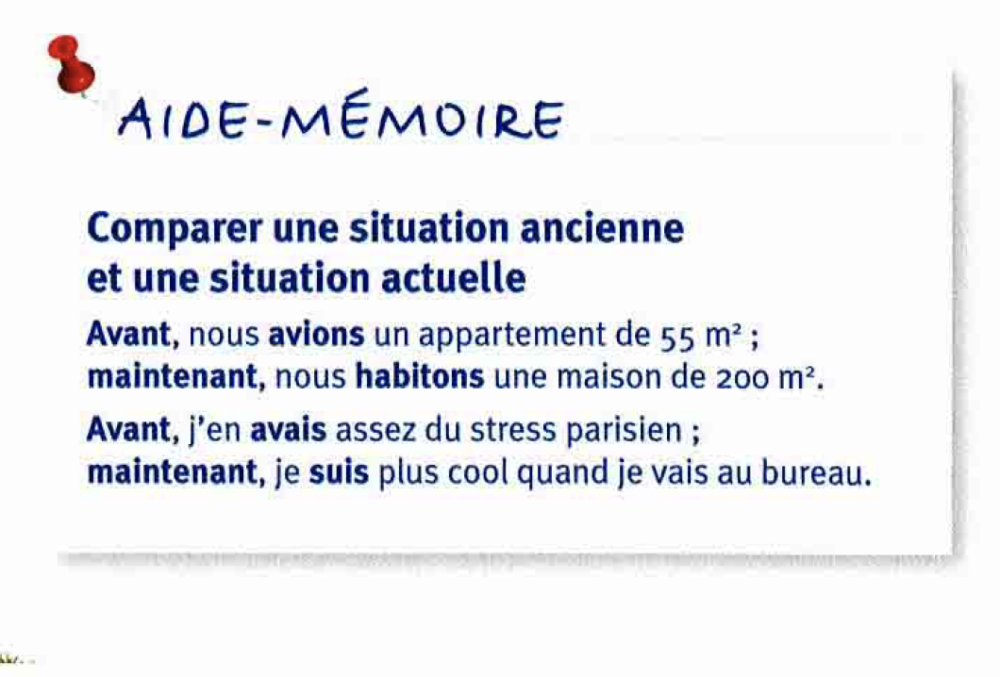 AIDE-MÉMOIRE
Comparer une situation ancienne
et une situation actuelle
Avant, nous avions un appartement de 55 m² ;
maintenant, nous habitons une maison de 200 m².
Avant, j'en avais assez du stress parisien ;
maintenant, je suis plus cool quand je vais au bureau.